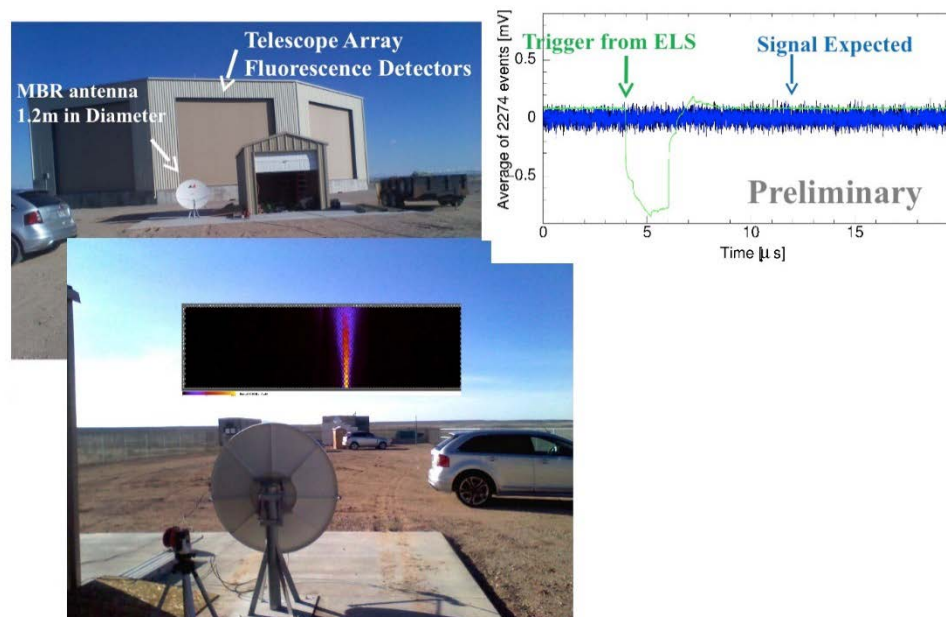 Telescope Array
Fluorescence Detectors
MBR antenna
1.2m in Diameter
Average of 2274 events [mV]
0.5
0
0.5
Trigger from ELS
Signal Expected
Preliminary
0
5
10
15
Time [μ s]